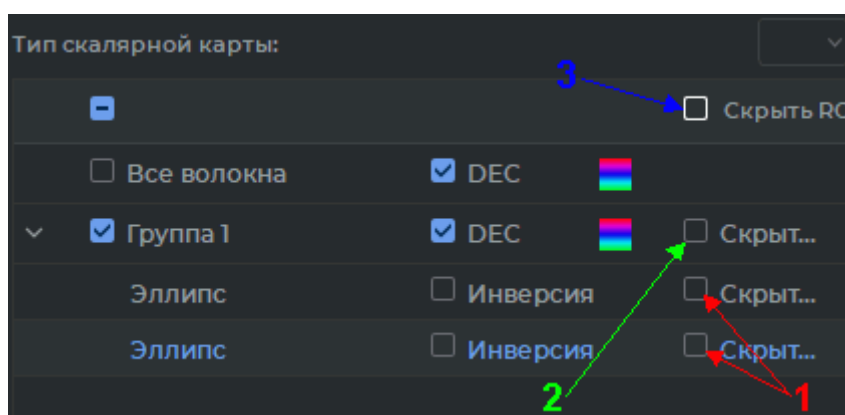 Тип скалярной карты:
3
Скрыть RO
Все волокна DEC
Группа 1 DEC Скрыт...
Эллипс Инверсия Скрыт...
Эллипс Инверсия Скрыт...
2 1